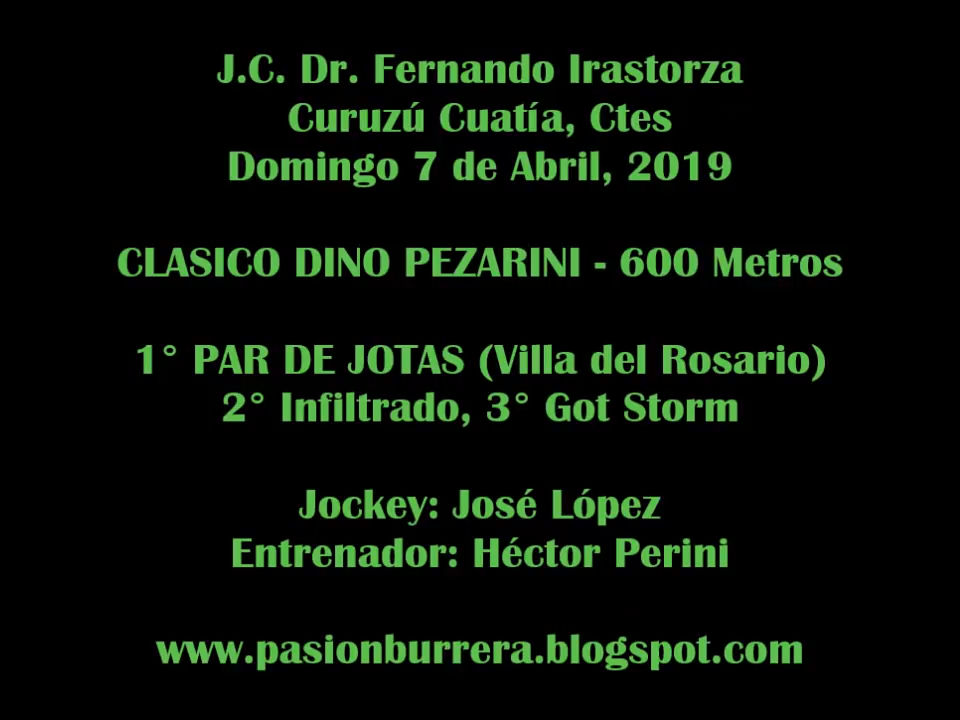 J.C. Dr. Fernando Irastorza
Curuzú Cuatía, Ctes
Domingo 7 de Abril, 2019
CLASICO DINO PEZARINI - 600 Metros
1° PAR DE JOTAS (Villa del Rosario)
2° Infiltrado, 3° Got Storm
Jockey: José López
Entrenador: Héctor Perini
www.pasionburrera.blogspot.com